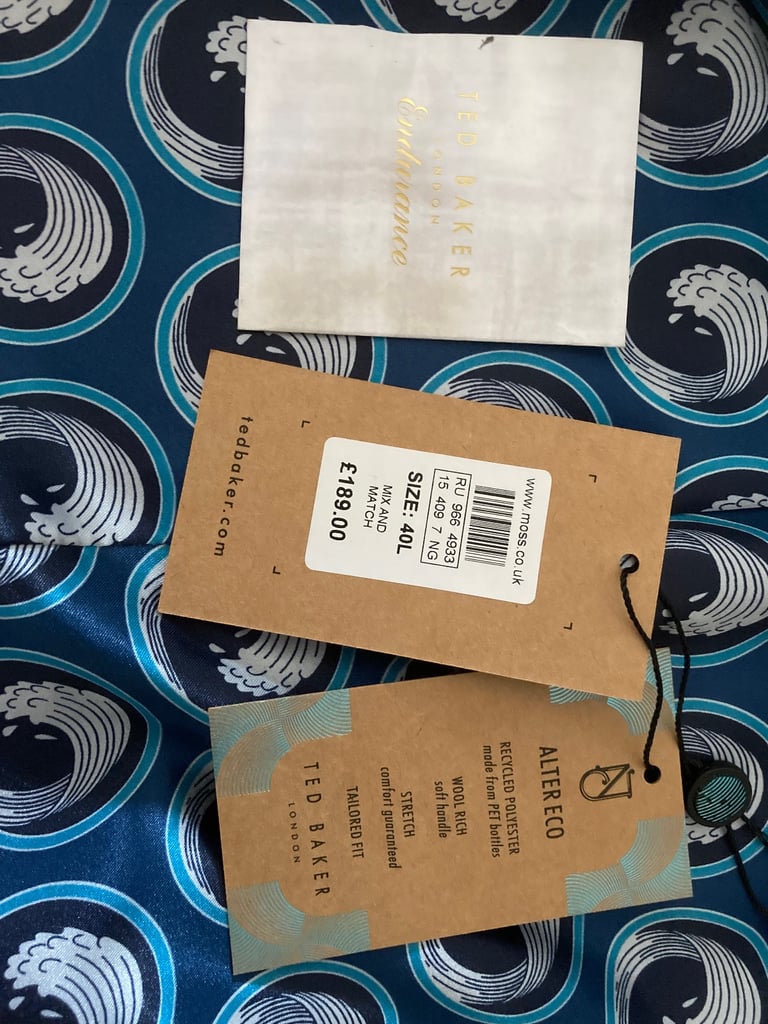 TED BAKER
LONDON
Endurance
www.moss.co.uk
RU 966 4933
15 409 7 NG
SIZE: 40L
MIX AND
MATCH
£189.00
tedbaker.com
ALTER ECO
RECYCLED POLYESTER
made from PET bottles
WOOL RICH
soft handle
STRETCH
comfort guaranteed
TAILORED FIT
TED BAKER
LONDON